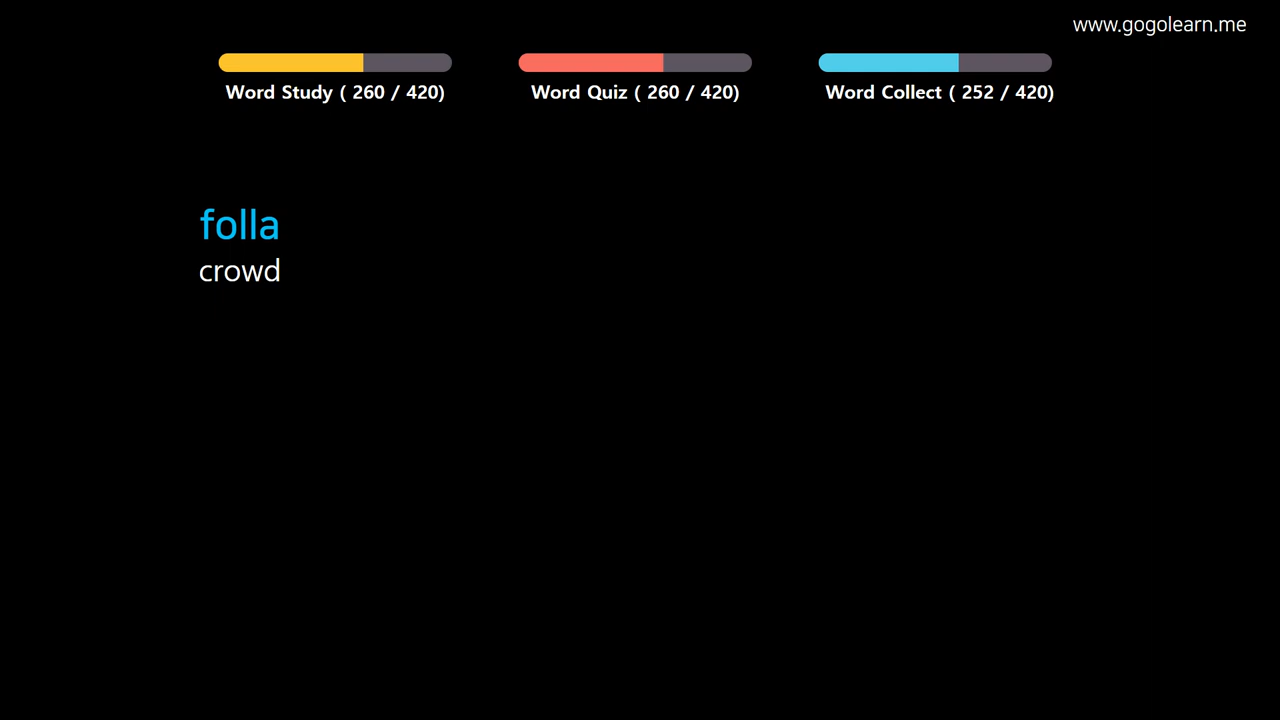 www.gogolearn.me
Word Study ( 260 / 420)
Word Quiz ( 260 / 420)
Word Collect ( 252 / 420)
folla
crowd